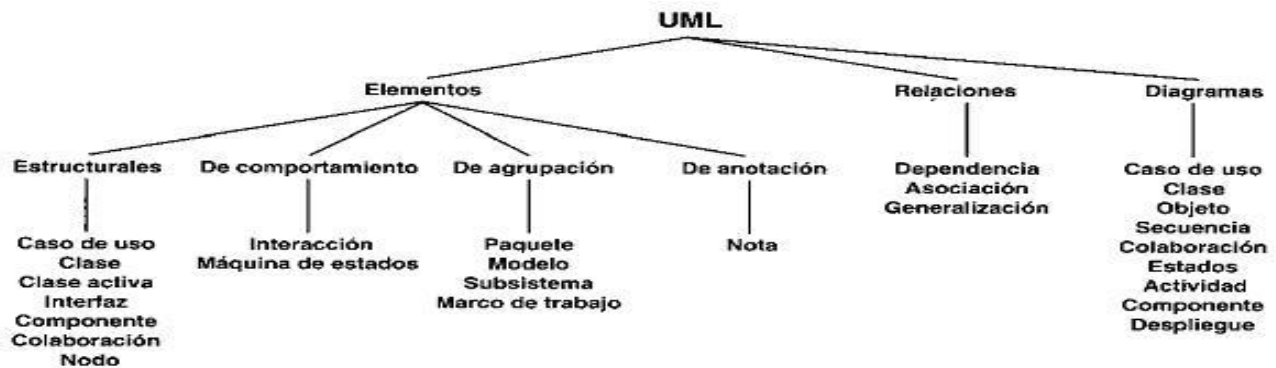 UML
Elementos
Relaciones
Diagramas
Estructurales
De comportamiento
De agrupación
De anotación
Dependencia
Asociación
Generalización
Caso de uso
Clase
Objeto
Secuencia
Colaboración
Estados
Actividad
Componente
Despliegue
Caso de uso
Clase
Clase activa
Interfaz
Componente
Colaboración
Nodo
Interacción
Máquina de estados
Paquete
Modelo
Subsistema
Marco de trabajo
Nota